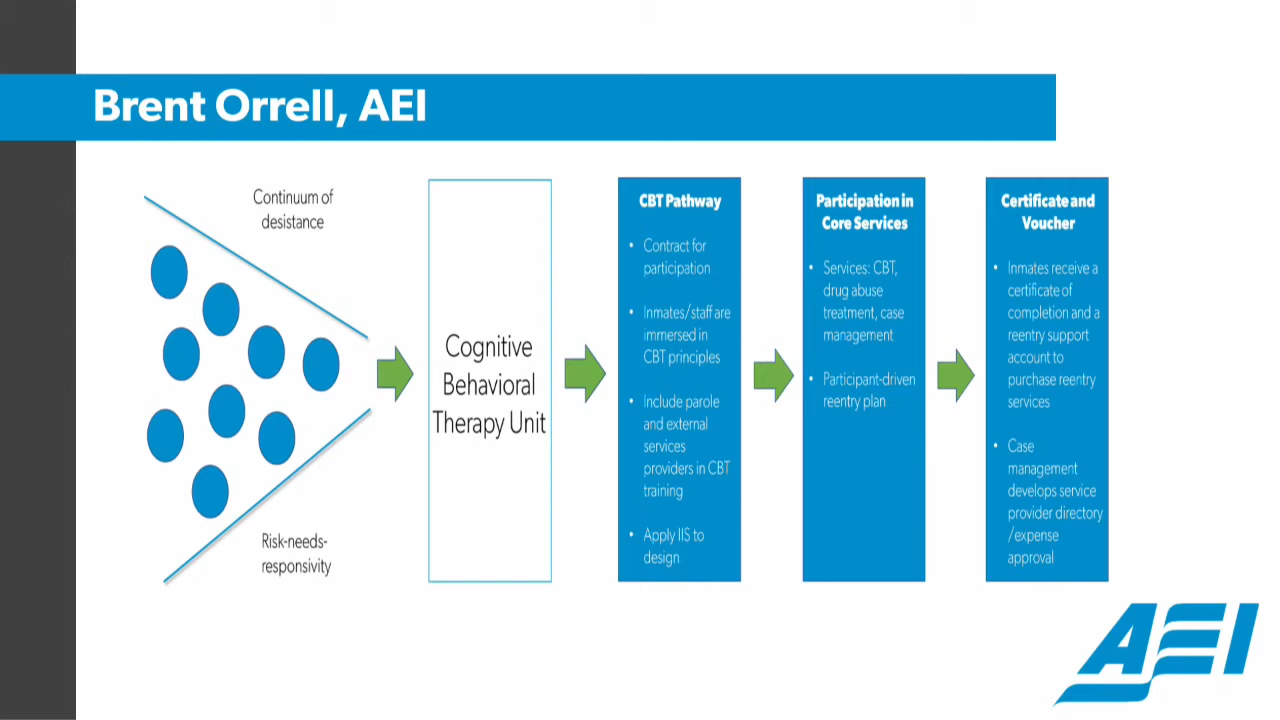 Brent Orrell, AEI
Continuum of
desistance
Risk-needs-
responsivity
Cognitive
Behavioral
Therapy Unit
CBT Pathway
• Contract for
participation
• Inmates/staff are
immersed in
CBT principles
• Include parole
and external
services
providers in CBT
training
• Apply IIS to
design
Participation in
Core Services
• Services: CBT,
drug abuse
treatment, case
management
• Participant-driven
reentry plan
Certificate and
Voucher
• Inmates receive a
certificate of
completion and a
reentry support
account to
purchase reentry
services
• Case
management
develops service
provider directory
/expense
approval
AEI